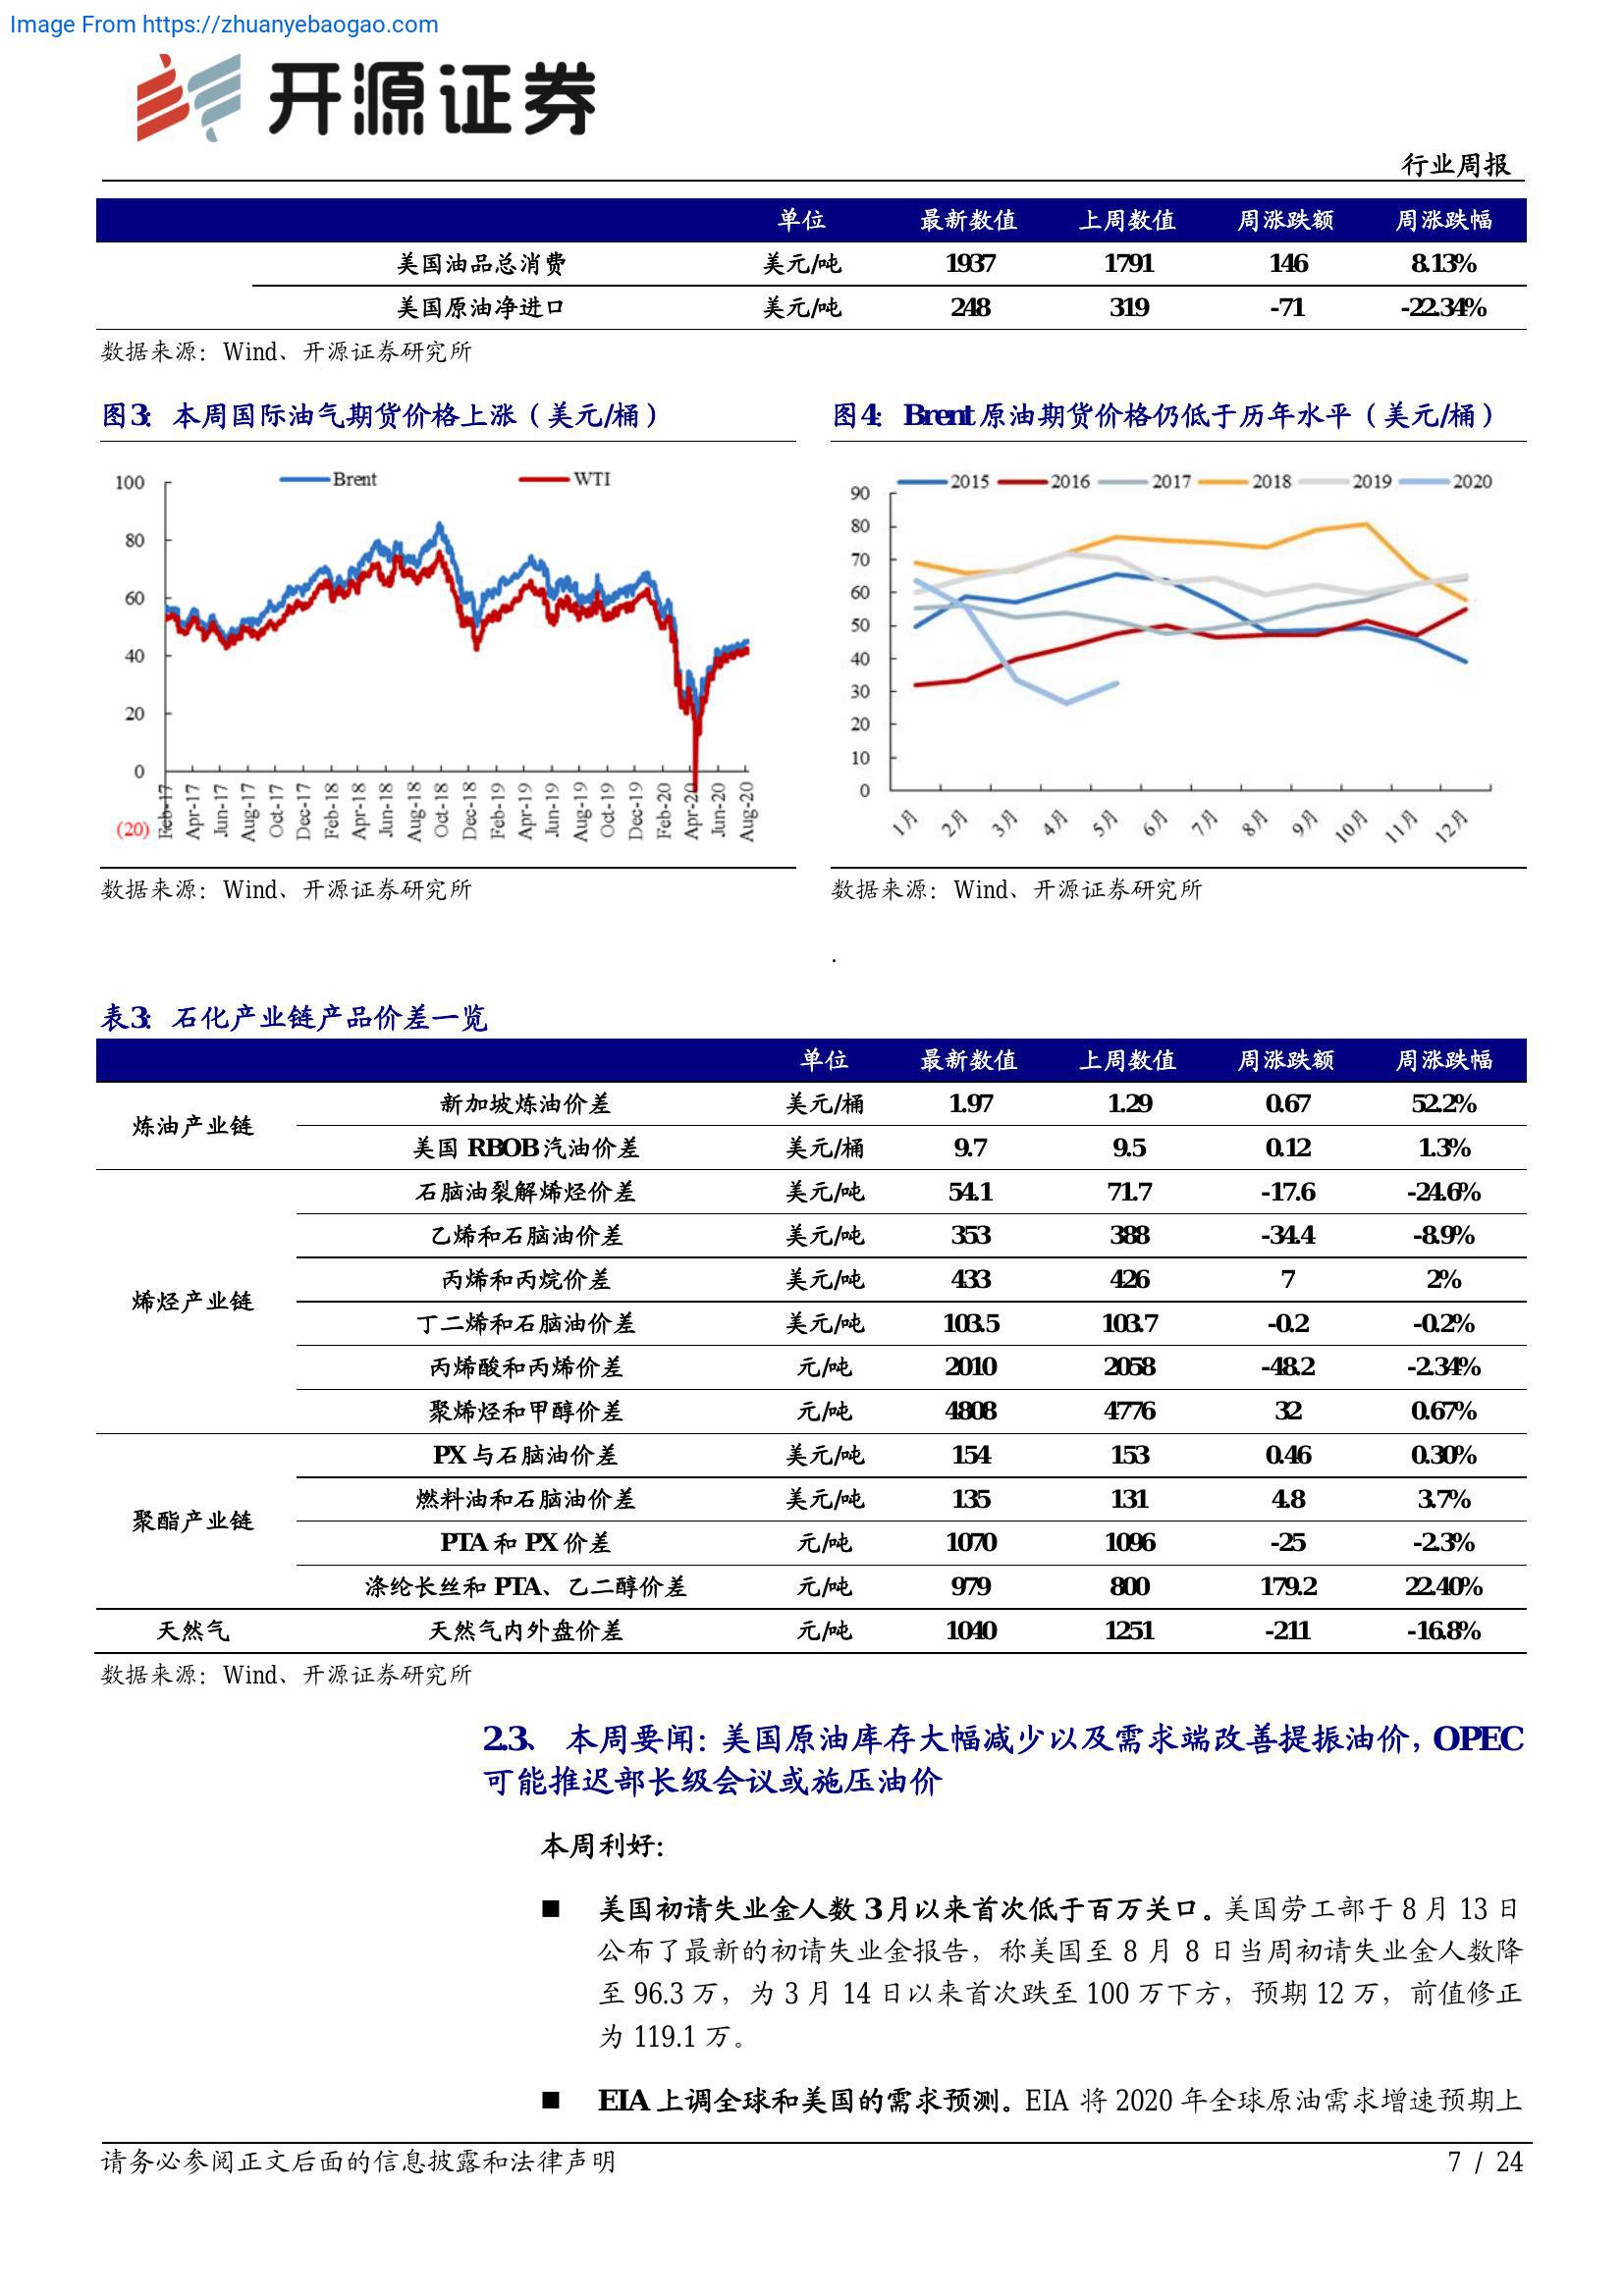 Image From https://zhuanyebaogao.com
开源证券
行业周报
单位 最新数值 上周数值 周涨跌额 周涨跌幅
美国油品总消费 美元/吨 1937 1791 146 8.13%
美国原油净进口 美元/吨 248 319 -71 -22.34%
数据来源：Wind、开源证券研究所
图3：本周国际油气期货价格上涨（美元/桶）
Brent WTI
100
80
60
40
20
0
(20)
Feb-17 Apr-17 Jun-17 Aug-17 Oct-17 Dec-17 Feb-18 Apr-18 Jun-18 Aug-18 Oct-18 Dec-18 Feb-19 Apr-19 Jun-19 Aug-19 Oct-19 Dec-19 Feb-20 Apr-20 Jun-20 Aug-20
数据来源：Wind、开源证券研究所
图4：Brent原油期货价格仍低于历年水平（美元/桶）
2015 2016 2017 2018 2019 2020
90
80
70
60
50
40
30
20
10
0
1月 2月 3月 4月 5月 6月 7月 8月 9月 10月 11月 12月
数据来源：Wind、开源证券研究所
.
表3：石化产业链产品价差一览
单位 最新数值 上周数值 周涨跌额 周涨跌幅
炼油产业链
新加坡炼油价差 美元/桶 1.97 1.29 0.67 52.2%
美国 RBOB 汽油价差 美元/桶 9.7 9.5 0.12 1.3%
烯烃产业链
石脑油裂解烯烃价差 美元/吨 54.1 71.7 -17.6 -24.6%
乙烯和石脑油价差 美元/吨 353 388 -34.4 -8.9%
丙烯和丙烷价差 美元/吨 433 426 7 2%
丁二烯和石脑油价差 美元/吨 103.5 103.7 -0.2 -0.2%
丙烯酸和丙烯价差 元/吨 2010 2058 -48.2 -2.34%
聚烯烃和甲醇价差 元/吨 4808 4776 32 0.67%
聚酯产业链
PX 与石脑油价差 美元/吨 154 153 0.46 0.30%
燃料油和石脑油价差 美元/吨 135 131 4.8 3.7%
PTA 和 PX 价差 元/吨 1070 1096 -25 -2.3%
涤纶长丝和 PTA、乙二醇价差 元/吨 979 800 179.2 22.40%
天然气 天然气内外盘价差 元/吨 1040 1251 -211 -16.8%
数据来源：Wind、开源证券研究所
2.3、 本周要闻：美国原油库存大幅减少以及需求端改善提振油价，OPEC
可能推迟部长级会议或施压油价
本周利好：
■ 美国初请失业金人数 3 月以来首次低于百万关口。美国劳工部于 8 月 13 日
公布了最新的初请失业金报告，称美国至 8 月 8 日当周初请失业金人数降
至 96.3 万，为 3 月 14 日以来首次跌至 100 万下方，预期 12 万，前值修正
为 119.1 万。
■ EIA 上调全球和美国的需求预测。EIA 将 2020 年全球原油需求增速预期上
请务必参阅正文后面的信息披露和法律声明 7 / 24